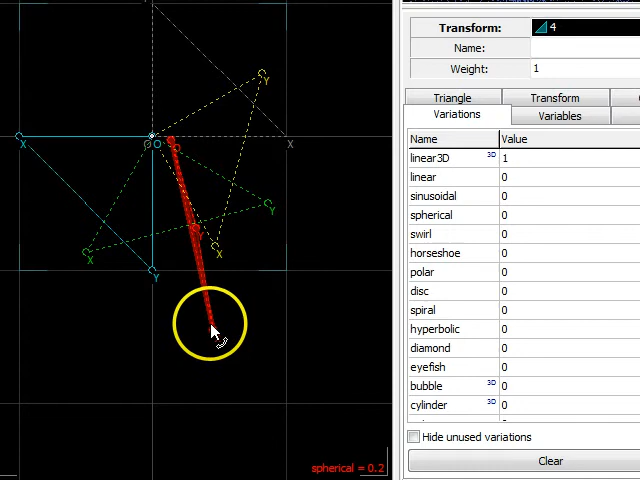 Transform: 4
Name:
Weight: 1
Triangle Transform
Variations Variables
Name Value
linear3D 3D 1
linear 0
sinusoidal 0
spherical 0
swirl 0
horseshoe 0
polar 0
disc 0
spiral 0
hyperbolic 0
diamond 0
eyefish 0
bubble 3D 0
cylinder 3D 0
Hide unused variations
Clear
Y
X
O
O
X
Y
Y
X
X
Y
Y
spherical = 0.2